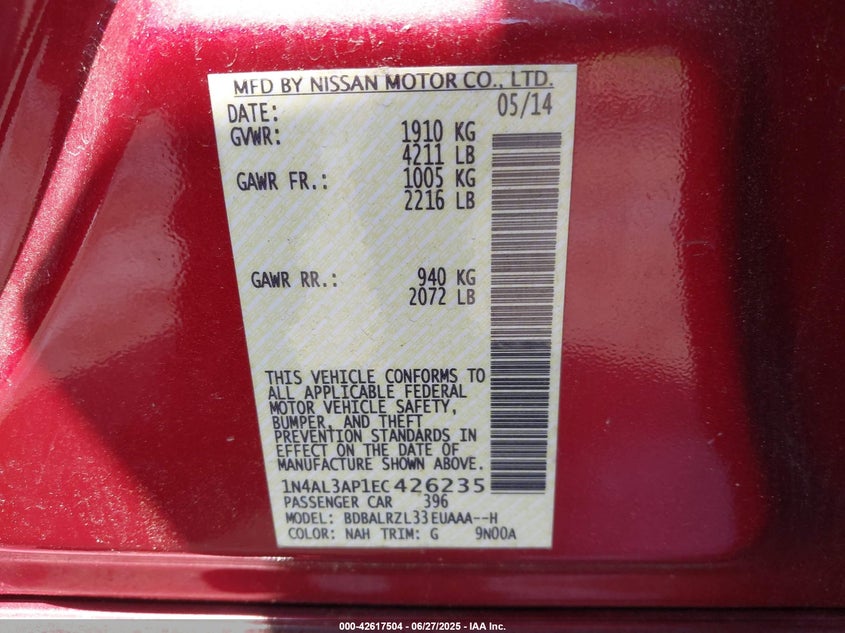 MFD BY NISSAN MOTOR CO., LTD.
DATE: 05/14
GVWR: 1910 KG
4211 LB
GAWR FR.: 1005 KG
2216 LB
GAWR RR.: 940 KG
2072 LB
THIS VEHICLE CONFORMS TO
ALL APPLICABLE FEDERAL
MOTOR VEHICLE SAFETY,
BUMPER, AND THEFT
PREVENTION STANDARDS IN
EFFECT ON THE DATE OF
MANUFACTURE SHOWN ABOVE.
1N4AL3AP1EC426235
PASSENGER CAR 396
MODEL: BDBALRZL33EUAAA--H
COLOR: NAH TRIM: G 9N00A
000-42617504 - 06/27/2025 - IAA Inc.